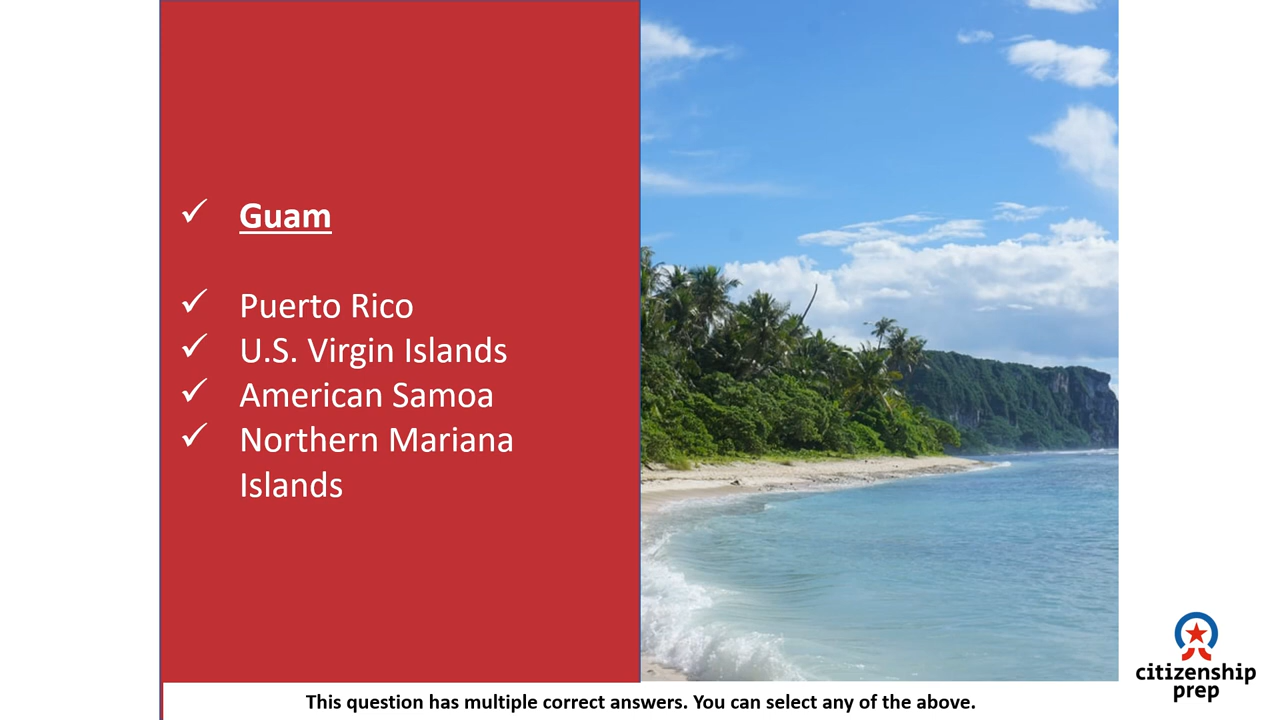 Guam
Puerto Rico
U.S. Virgin Islands
American Samoa
Northern Mariana
Islands
This question has multiple correct answers. You can select any of the above.
citizenship
prep